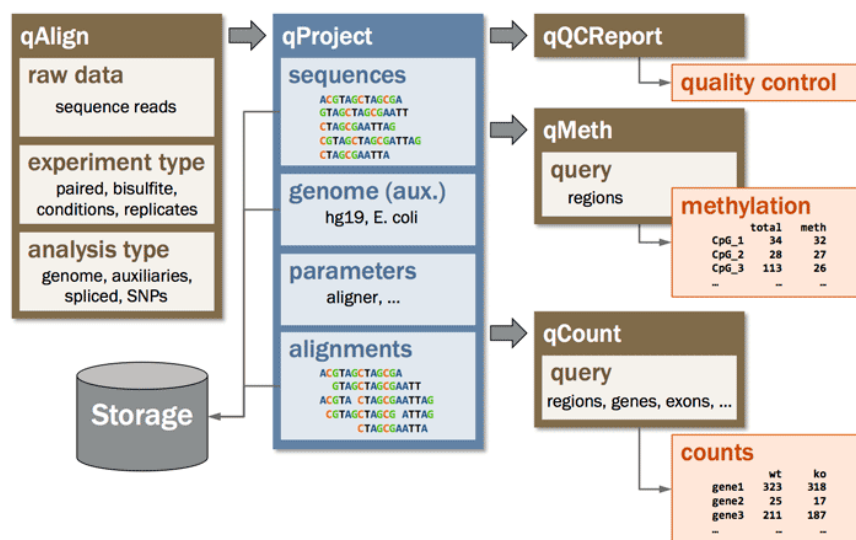 qAlign
raw data
sequence reads
experiment type
paired, bisulfite,
conditions, replicates
analysis type
genome, auxiliaries,
spliced, SNPs
Storage
qProject
sequences
ACGTAGCTAGCGA
GTAGCTAGCGAATT
CTAGCGAATTAG
CGTAGCTAGCGATTAG
CTAGCGAATTA
genome (aux.)
hg19, E. coli
parameters
aligner, ...
alignments
ACGTAGCTAGCGA
GTAGCTAGCGAATT
ACGTA CTAGCGAATTAG
CGTAGCTAGCG ATTAG
CTAGCGAATTA
qQCReport
quality control
qMeth
query
regions
methylation
total meth
CpG_1 34 32
CpG_2 28 27
CpG_3 113 26
… … …
qCount
query
regions, genes, exons, ...
counts
wt ko
gene1 323 318
gene2 25 17
gene3 211 187
… … …